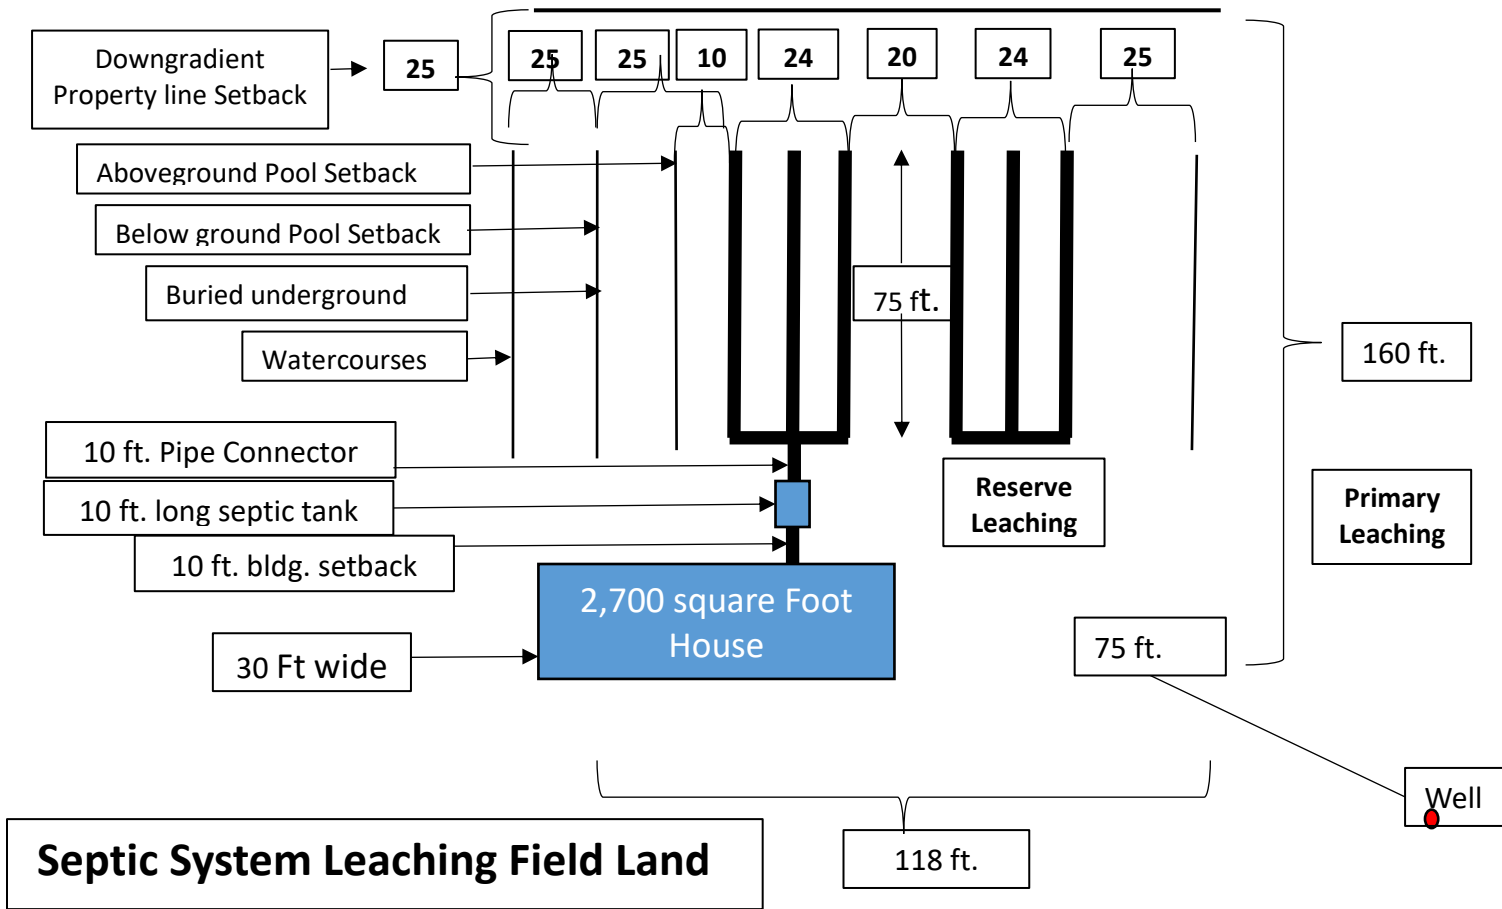 Downgradient
Property line Setback
25
25
25
10
24
20
24
25
Aboveground Pool Setback
Below ground Pool Setback
Buried underground
Watercourses
75 ft.
160 ft.
10 ft. Pipe Connector
10 ft. long septic tank
10 ft. bldg. setback
Reserve
Leaching
Primary
Leaching
2,700 square Foot
House
30 Ft wide
75 ft.
Well
118 ft.
Septic System Leaching Field Land